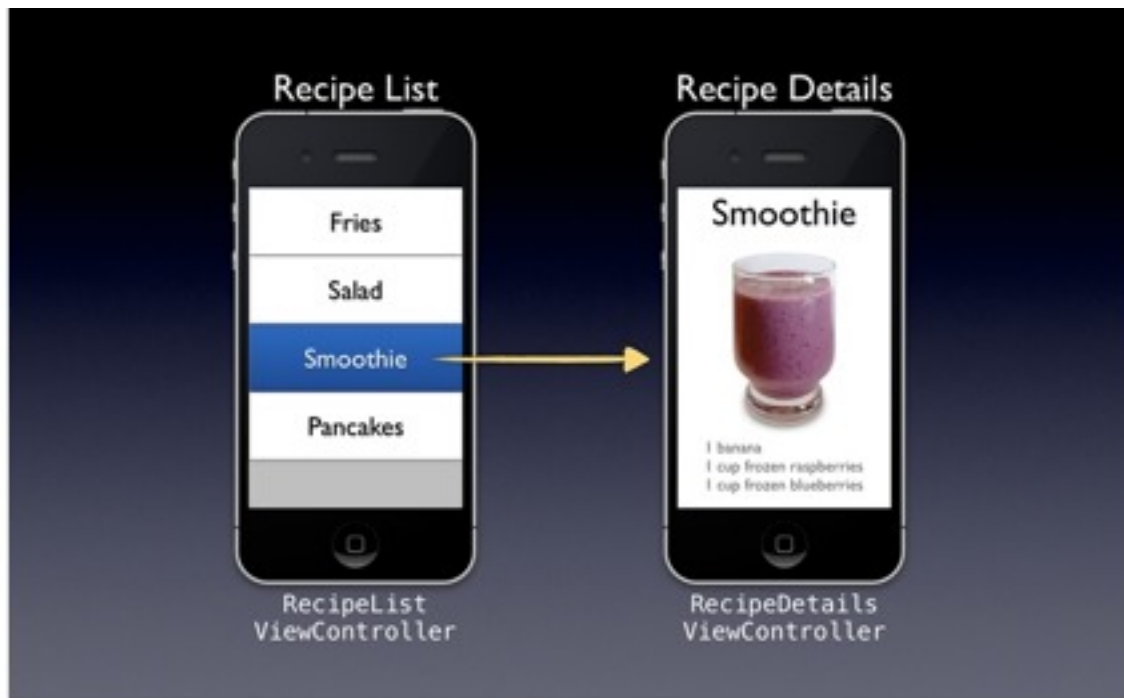 Recipe List
Fries
Salad
Smoothie
Pancakes
RecipeList
ViewController
Recipe Details
Smoothie
1 banana
1 cup frozen raspberries
1 cup frozen blueberries
RecipeDetails
ViewController